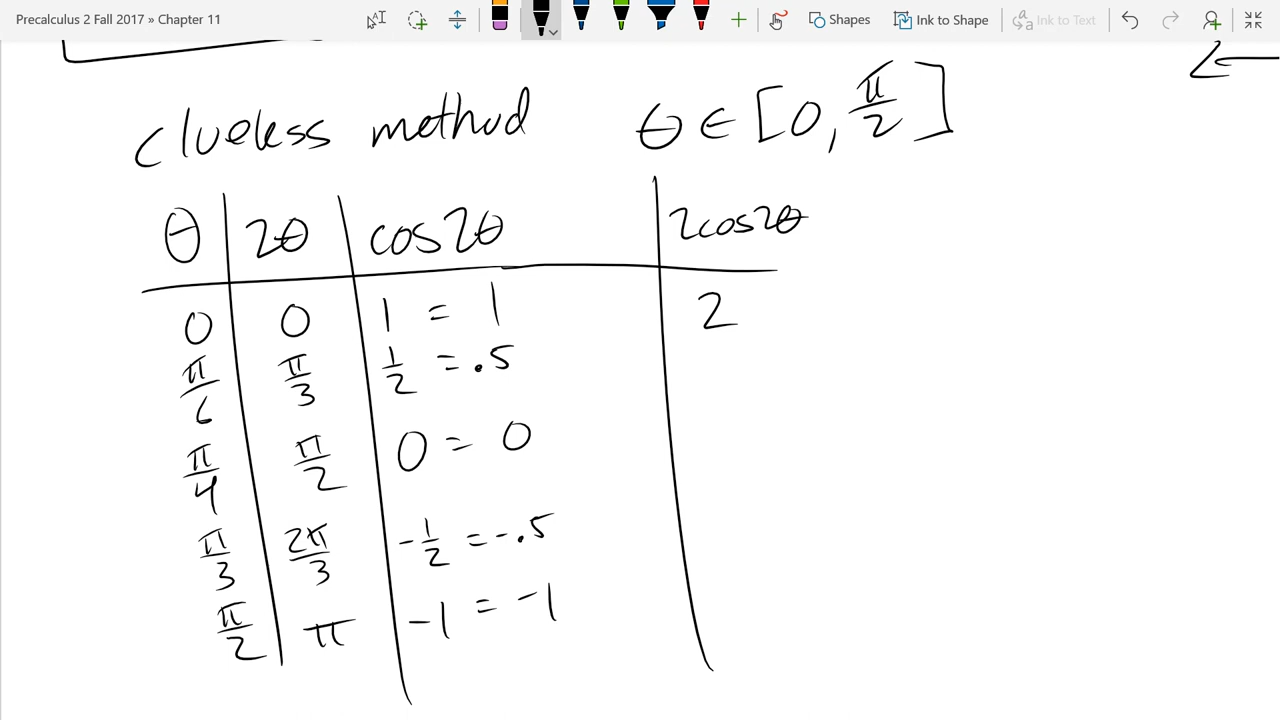 Precalculus 2 Fall 2017 » Chapter 11 Shapes Ink to Shape Ink to Text
clueless method θ ∈ [0, π/2]
θ 2θ cos2θ 2cos2θ
0 0 1 = 1 2
π/6 π/3 1/2 = .5
π/4 π/2 0 = 0
π/3 2π/3 -1/2 = -.5
π/2 π -1 = -1